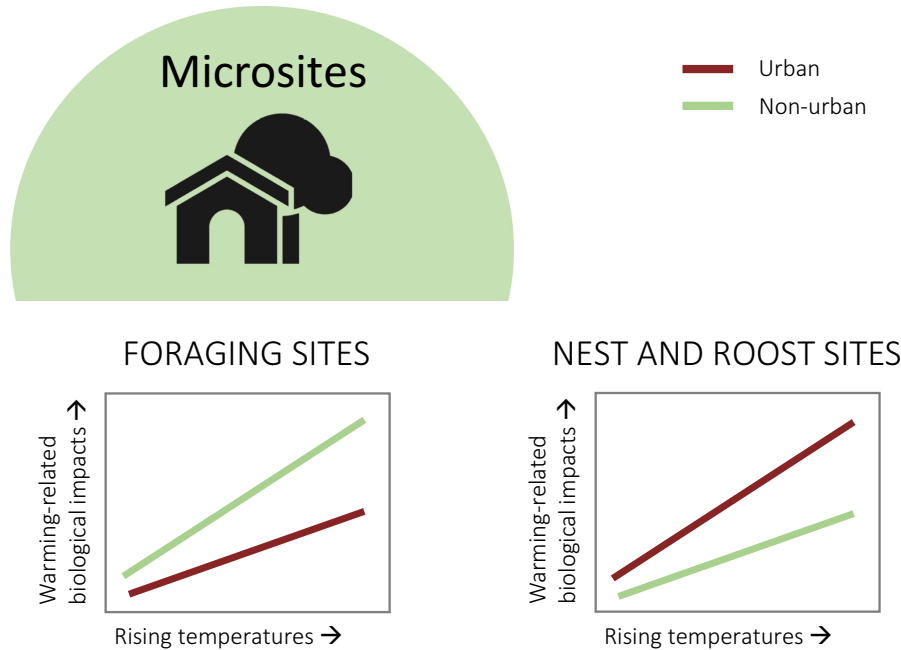 Microsites
Urban
Non-urban
FORAGING SITES
Warming-related
biological impacts →
Rising temperatures →
NEST AND ROOST SITES
Warming-related
biological impacts →
Rising temperatures →